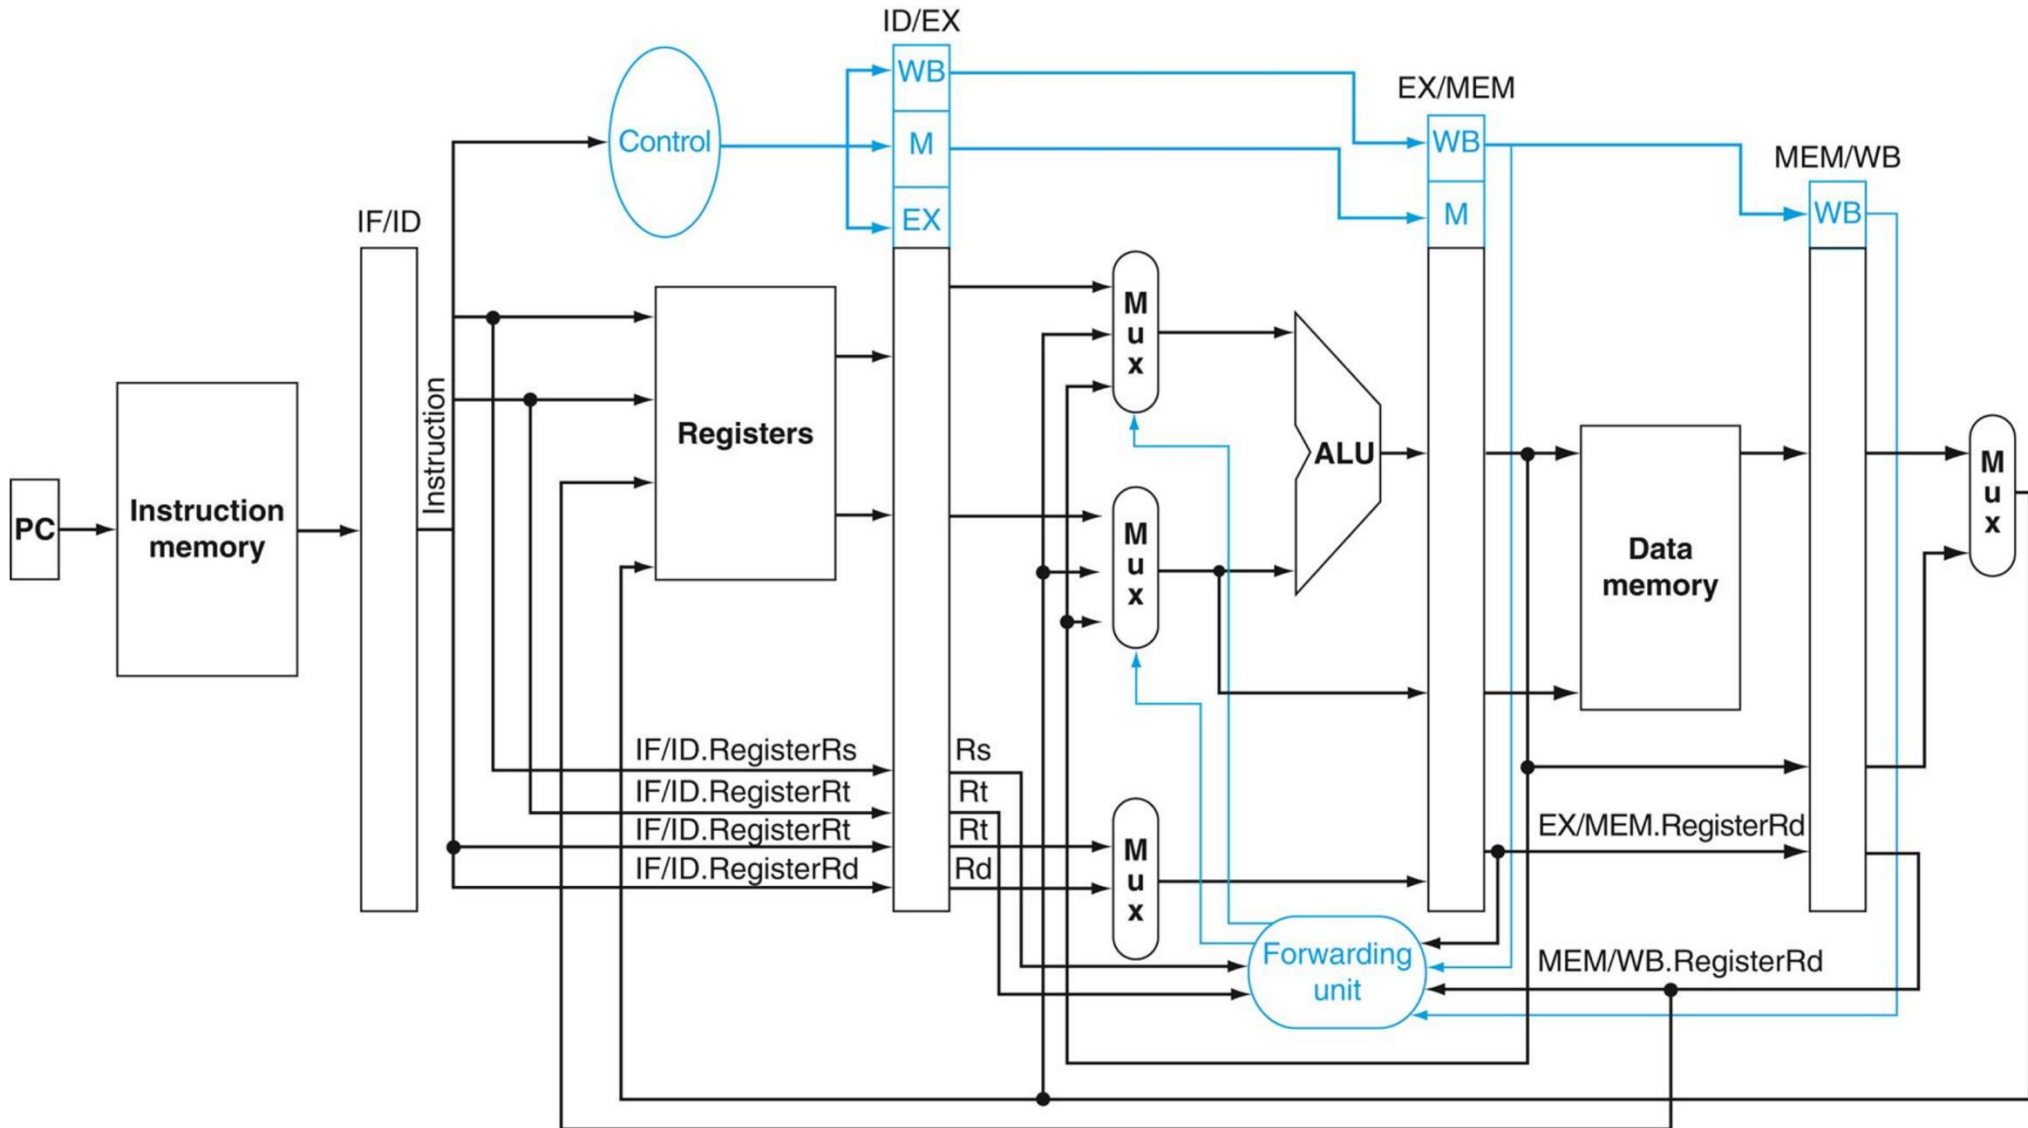 ID/EX
WB
EX/MEM
Control
M
WB
MEM/WB
IF/ID
EX
M
WB
Mux
Instruction
Registers
ALU
Mux
PC
Instruction
memory
Mux
Data
memory
IF/ID.RegisterRs
Rs
IF/ID.RegisterRt
Rt
IF/ID.RegisterRt
Rt
EX/MEM.RegisterRd
IF/ID.RegisterRd
Rd
Mux
Forwarding
unit
MEM/WB.RegisterRd